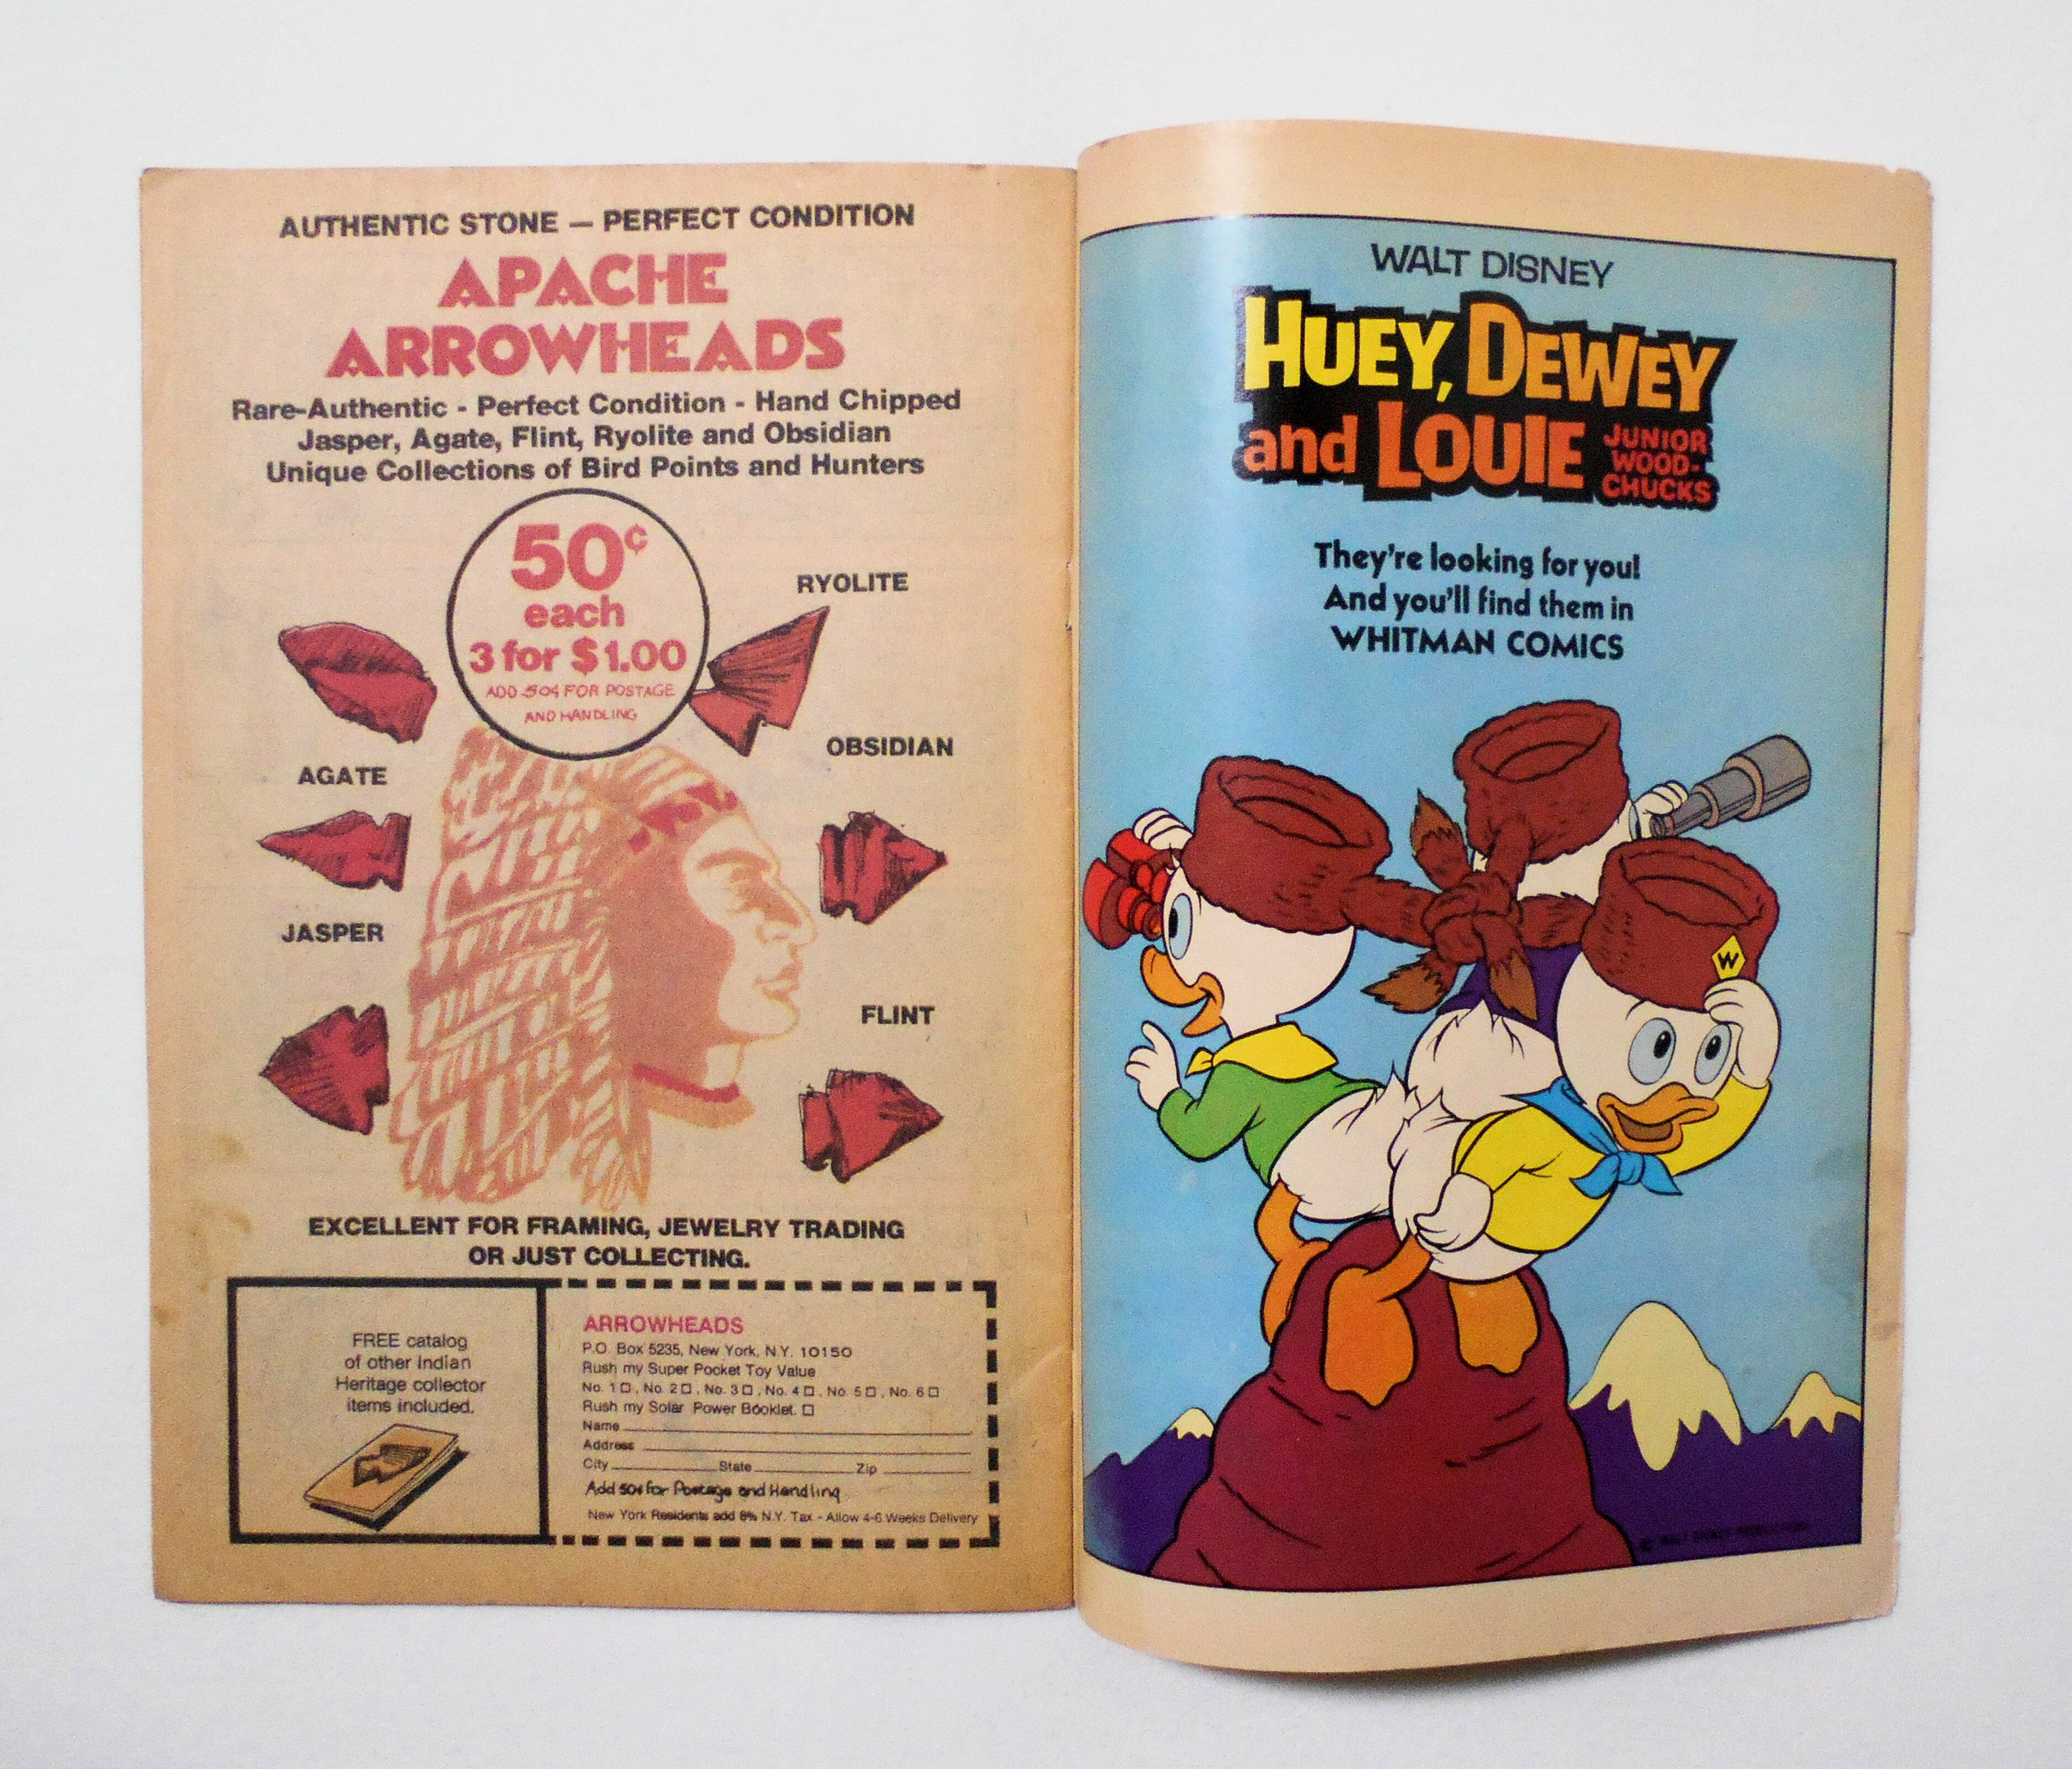 AUTHENTIC STONE — PERFECT CONDITION
APACHE
ARROWHEADS
Rare-Authentic - Perfect Condition - Hand Chipped
Jasper, Agate, Flint, Ryolite and Obsidian
Unique Collections of Bird Points and Hunters
50¢
each
3 for $1.00
ADD 50¢ FOR POSTAGE
AND HANDLING
RYOLITE
OBSIDIAN
AGATE
JASPER
FLINT
EXCELLENT FOR FRAMING, JEWELRY TRADING
OR JUST COLLECTING.
FREE catalog
of other Indian
Heritage collector
items included.
ARROWHEADS
P.O. Box 5235, New York, N.Y. 10150
Rush my Super Pocket Toy Value
No. 1 ☐, No. 2 ☐, No. 3 ☐, No. 4 ☐, No. 5 ☐, No. 6 ☐
Rush my Solar Power Booklet. ☐
Name
Address
City State Zip
Add 50¢ for Postage and Handling
New York Residents add 8% N.Y. Tax - Allow 4-6 Weeks Delivery
WALT DISNEY
HUEY, DEWEY
and LOUIE
JUNIOR
WOOD-
CHUCKS
They're looking for you!
And you'll find them in
WHITMAN COMICS
W